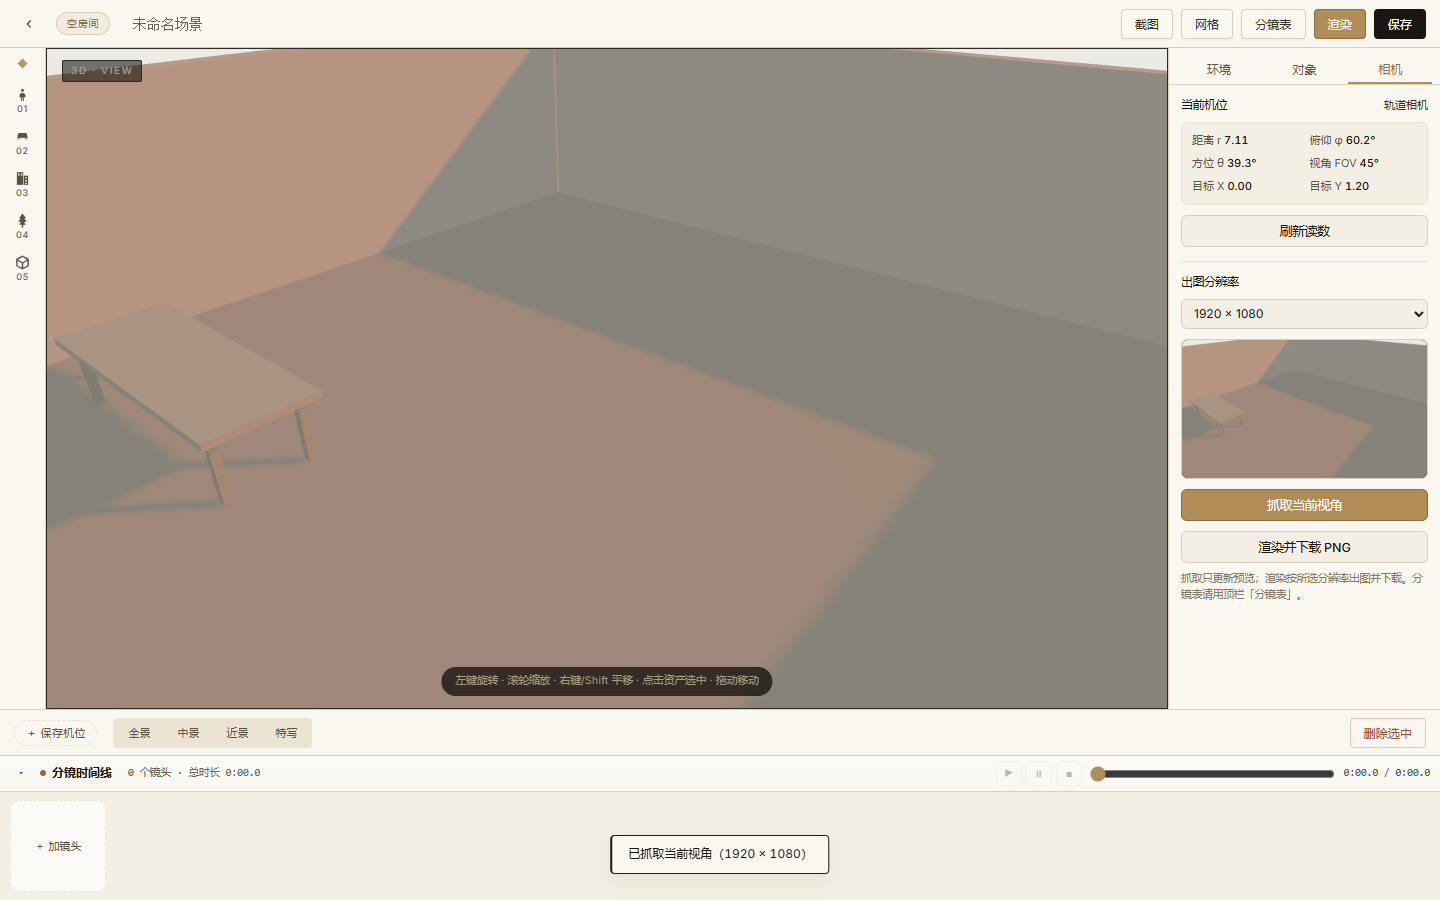 空房间
未命名场景
截图
网格
分镜表
渲染
保存
3D · VIEW
01
02
03
04
05
环境
对象
相机
当前机位
轨道相机
距离 r 7.11
俯仰 φ 60.2°
方位 θ 39.3°
视角 FOV 45°
目标 X 0.00
目标 Y 1.20
刷新读数
出图分辨率
1920 × 1080
抓取当前视角
渲染并下载 PNG
抓取只更新预览；渲染按所选分辨率出图并下载。分
镜表请用顶栏「分镜表」。
左键旋转 · 滚轮缩放 · 右键/Shift 平移 · 点击资产选中 · 拖动移动
+ 保存机位
全景
中景
近景
特写
删除选中
分镜时间线
0 个镜头 · 总时长 0:00.0
0:00.0 / 0:00.0
+ 加镜头
已抓取当前视角（1920 × 1080）